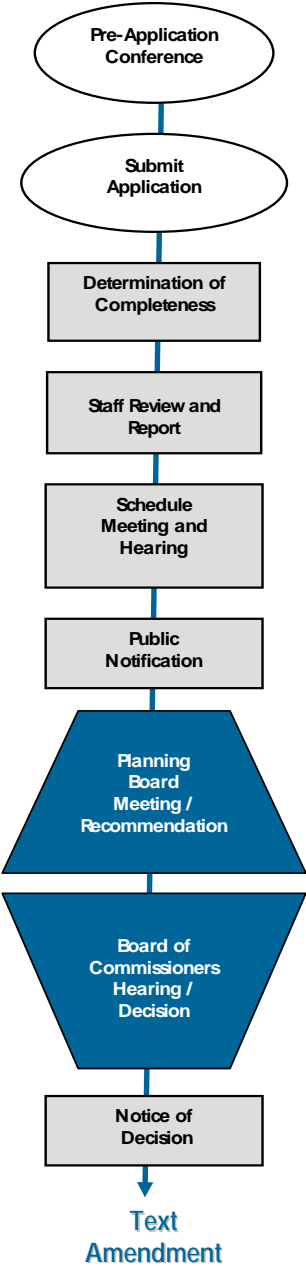 Pre-Application
Conference
Submit
Application
Determination of
Completeness
Staff Review and
Report
Schedule
Meeting and
Hearing
Public
Notification
Planning
Board
Meeting /
Recommendation
Board of
Commissioners
Hearing /
Decision
Notice of
Decision
Text
Amendment